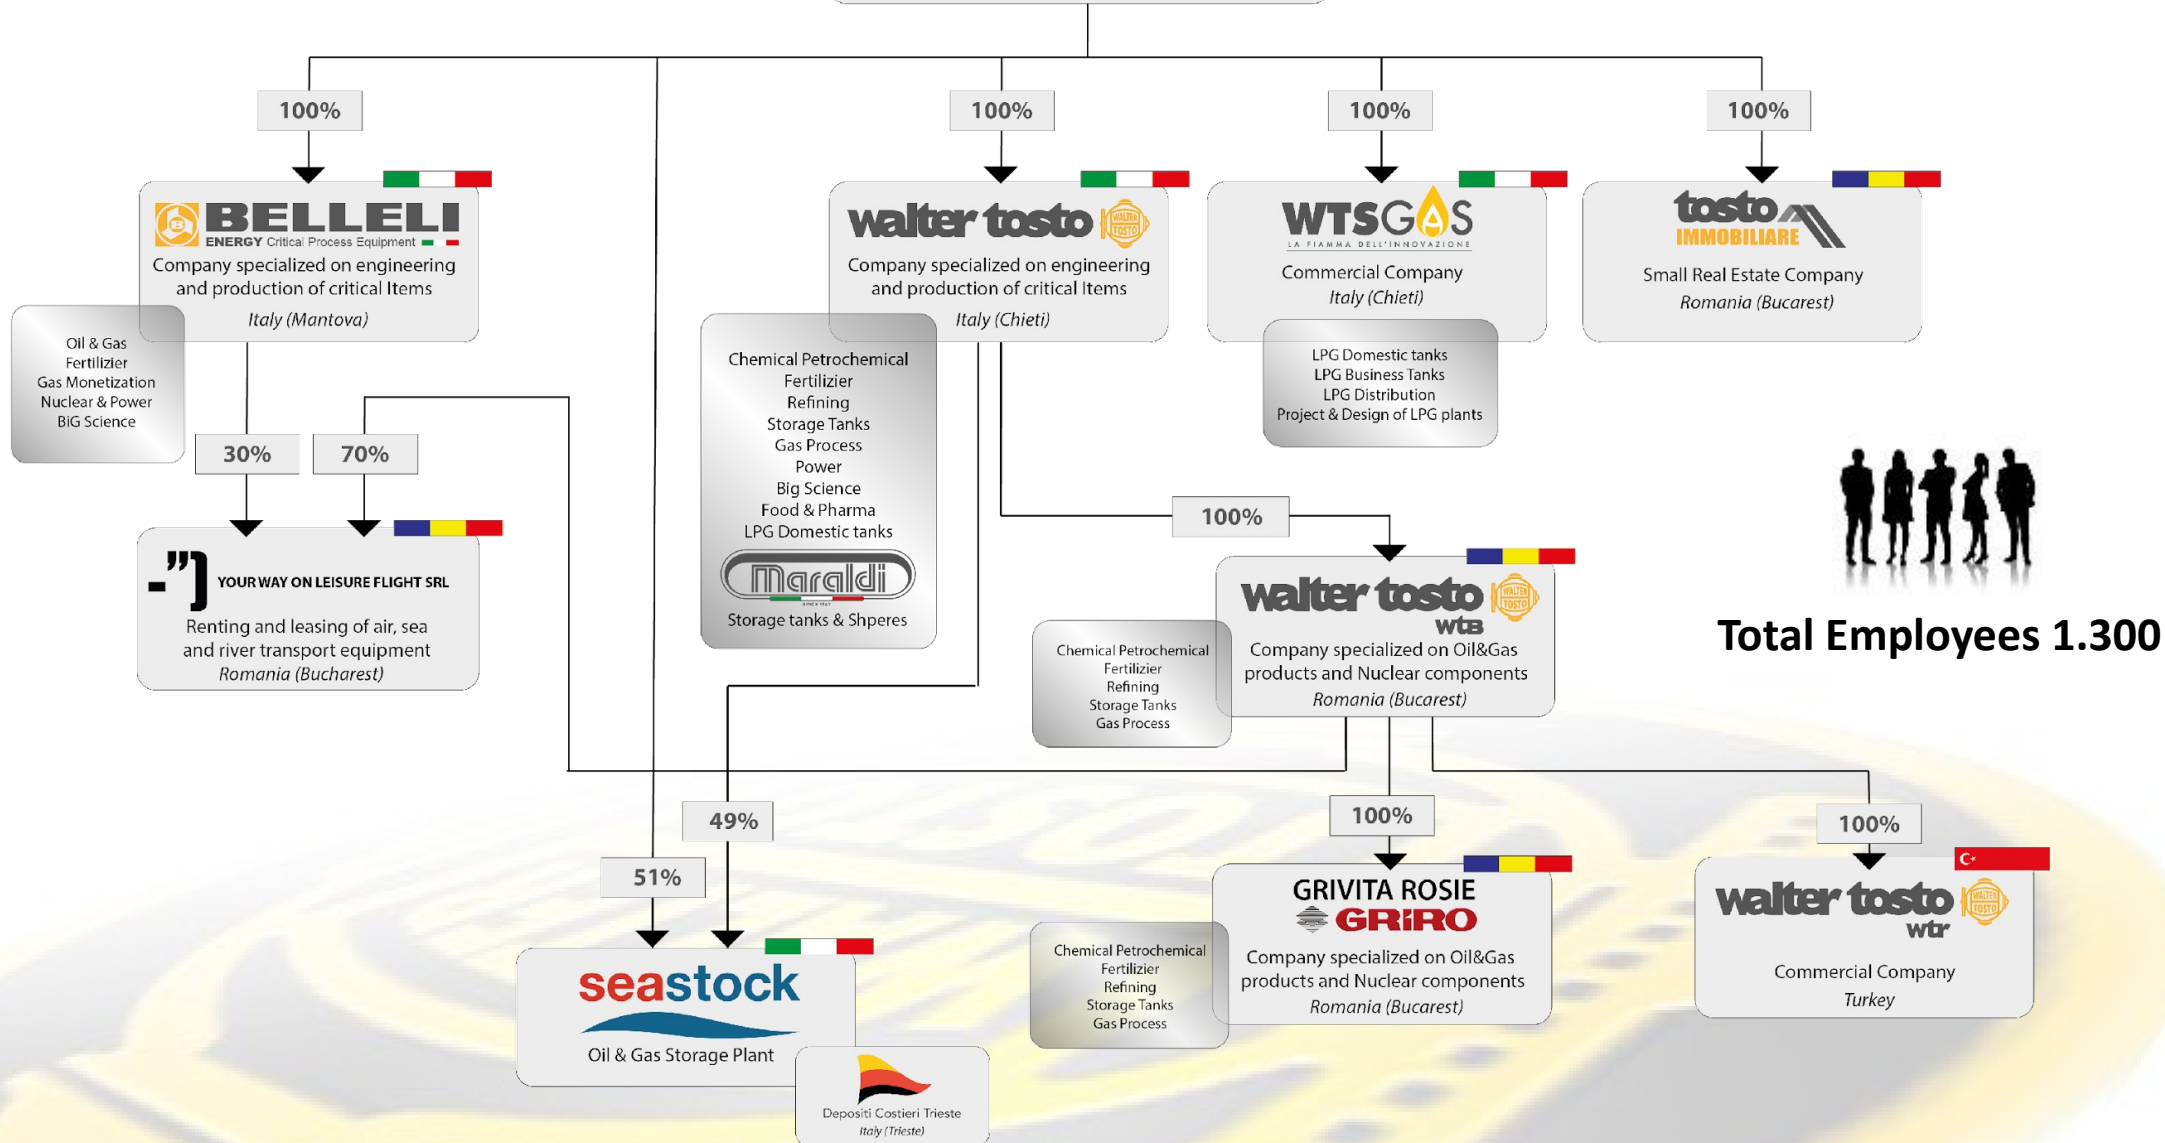 100%
100%
100%
100%
BELLELI
ENERGY Critical Process Equipment
Company specialized on engineering
and production of critical Items
Italy (Mantova)
Oil & Gas
Fertilizier
Gas Monetization
Nuclear & Power
BiG Science
walter tosto
WALTER
TOSTO
Company specialized on engineering
and production of critical Items
Italy (Chieti)
Chemical Petrochemical
Fertilizier
Refining
Storage Tanks
Gas Process
Power
Big Science
Food & Pharma
LPG Domestic tanks
Maraldi
SINCE 1947
Storage tanks & Shperes
WTSGAS
LA FIAMMA DELL'INNOVAZIONE
Commercial Company
Italy (Chieti)
LPG Domestic tanks
LPG Business Tanks
LPG Distribution
Project & Design of LPG plants
tosto
IMMOBILIARE
Small Real Estate Company
Romania (Bucarest)
30%
70%
-”)
YOUR WAY ON LEISURE FLIGHT SRL
Renting and leasing of air, sea
and river transport equipment
Romania (Bucharest)
100%
walter tosto
WALTER
TOSTO
wtB
Company specialized on Oil&Gas
products and Nuclear components
Romania (Bucarest)
Chemical Petrochemical
Fertilizier
Refining
Storage Tanks
Gas Process
Total Employees 1.300
49%
51%
100%
100%
seastock
Oil & Gas Storage Plant
Depositi Costieri Trieste
Italy (Trieste)
GRIVITA ROSIE
GRIRO
Company specialized on Oil&Gas
products and Nuclear components
Romania (Bucarest)
Chemical Petrochemical
Fertilizier
Refining
Storage Tanks
Gas Process
walter tosto
WALTER
TOSTO
wtr
Commercial Company
Turkey